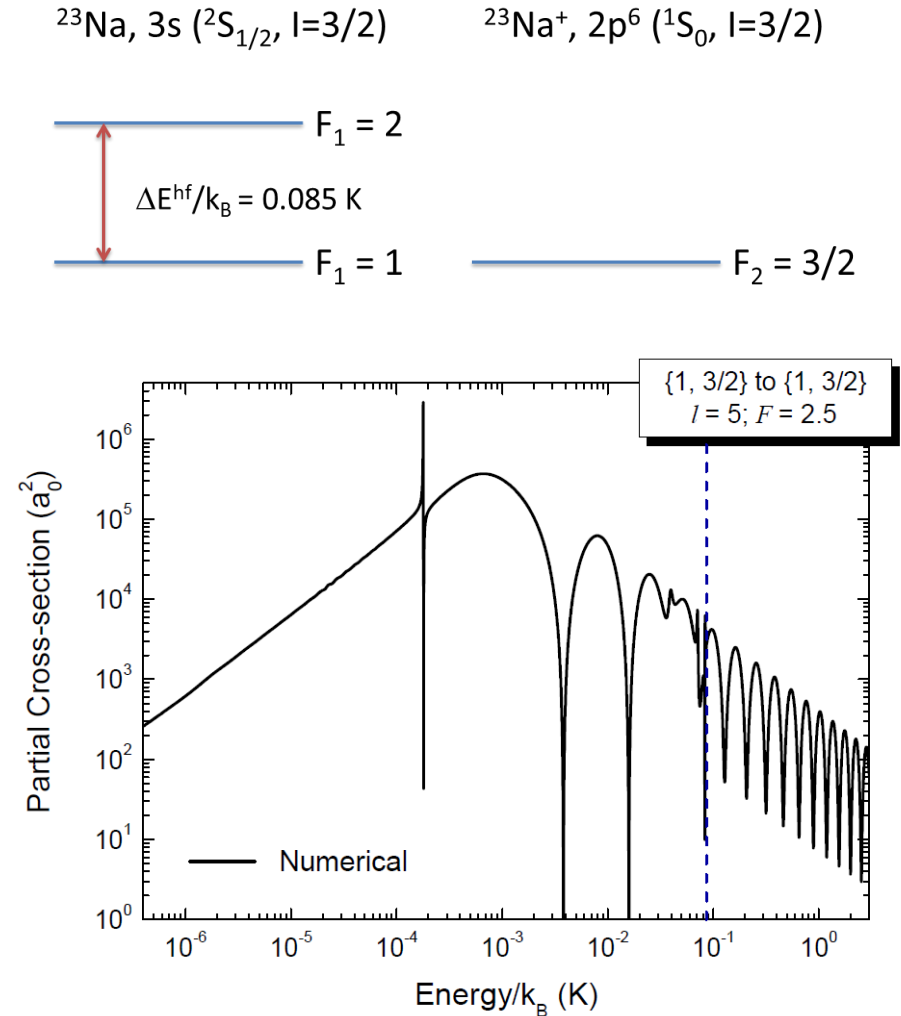 ²³Na, 3s (²S₁/₂, I=3/2)
²³Na⁺, 2p⁶ (¹S₀, I=3/2)
F₁ = 2
ΔEʰᶠ/k_B = 0.085 K
F₁ = 1
F₂ = 3/2
{1, 3/2} to {1, 3/2}
l = 5; F = 2.5
10⁶
10⁵
10⁴
10³
10²
10¹
10⁰
Partial Cross-section (a₀²)
Numerical
10⁻⁶ 10⁻⁵ 10⁻⁴ 10⁻³ 10⁻² 10⁻¹ 10⁰
Energy/k_B (K)